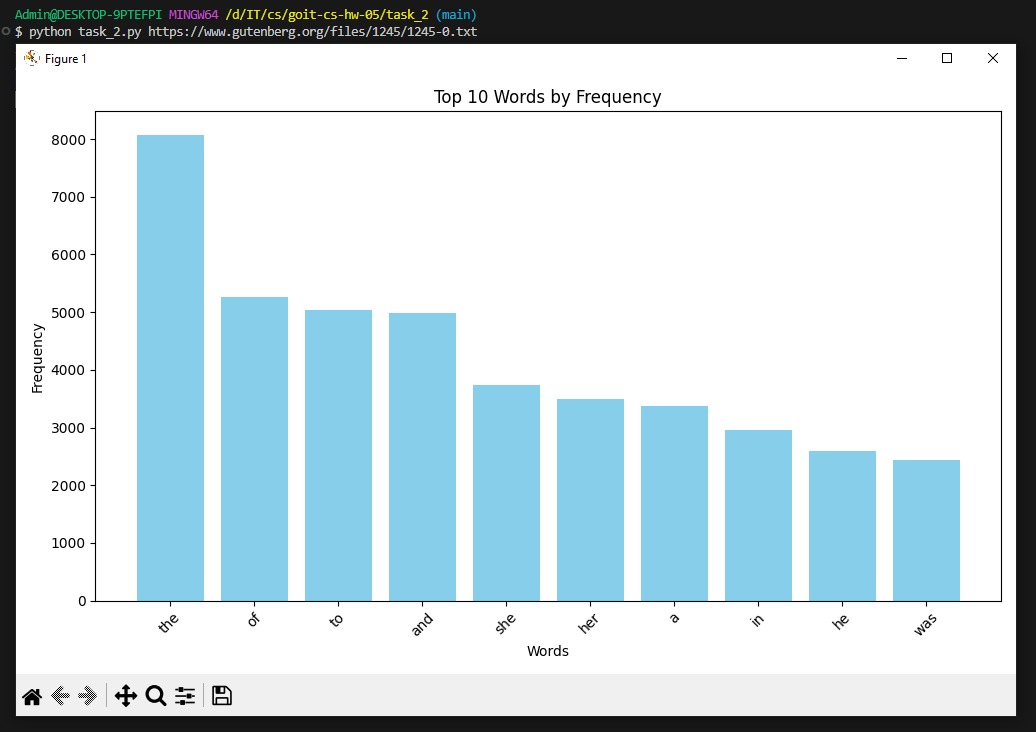 Admin@DESKTOP-9PTEFPI MINGW64 /d/IT/cs/goit-cs-hw-05/task_2 (main)
$ python task_2.py https://www.gutenberg.org/files/1245/1245-0.txt
Figure 1
Top 10 Words by Frequency
8000
7000
6000
5000
4000
3000
2000
1000
0
Frequency
the of to and she her a in he was
Words